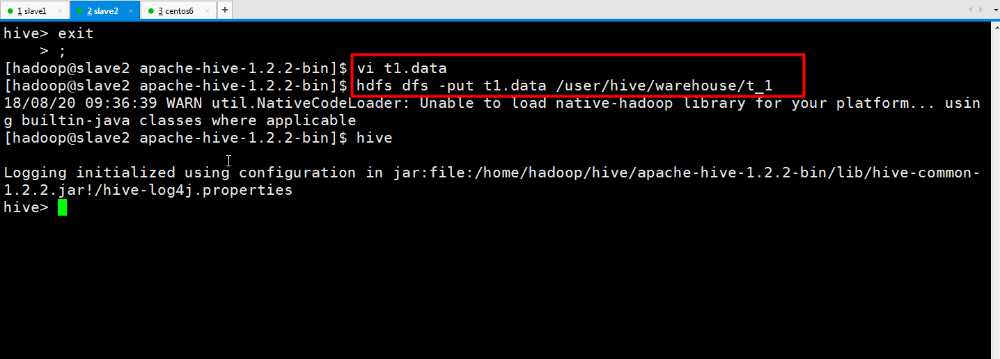 1 slave1 × 2 slave2 × 3 centos6 × +
hive> exit
    > ;
[hadoop@slave2 apache-hive-1.2.2-bin]$ vi t1.data
[hadoop@slave2 apache-hive-1.2.2-bin]$ hdfs dfs -put t1.data /user/hive/warehouse/t_1
18/08/20 09:36:39 WARN util.NativeCodeLoader: Unable to load native-hadoop library for your platform... usin
g builtin-java classes where applicable
[hadoop@slave2 apache-hive-1.2.2-bin]$ hive
Logging initialized using configuration in jar:file:/home/hadoop/hive/apache-hive-1.2.2-bin/lib/hive-common-
1.2.2.jar!/hive-log4j.properties
hive>